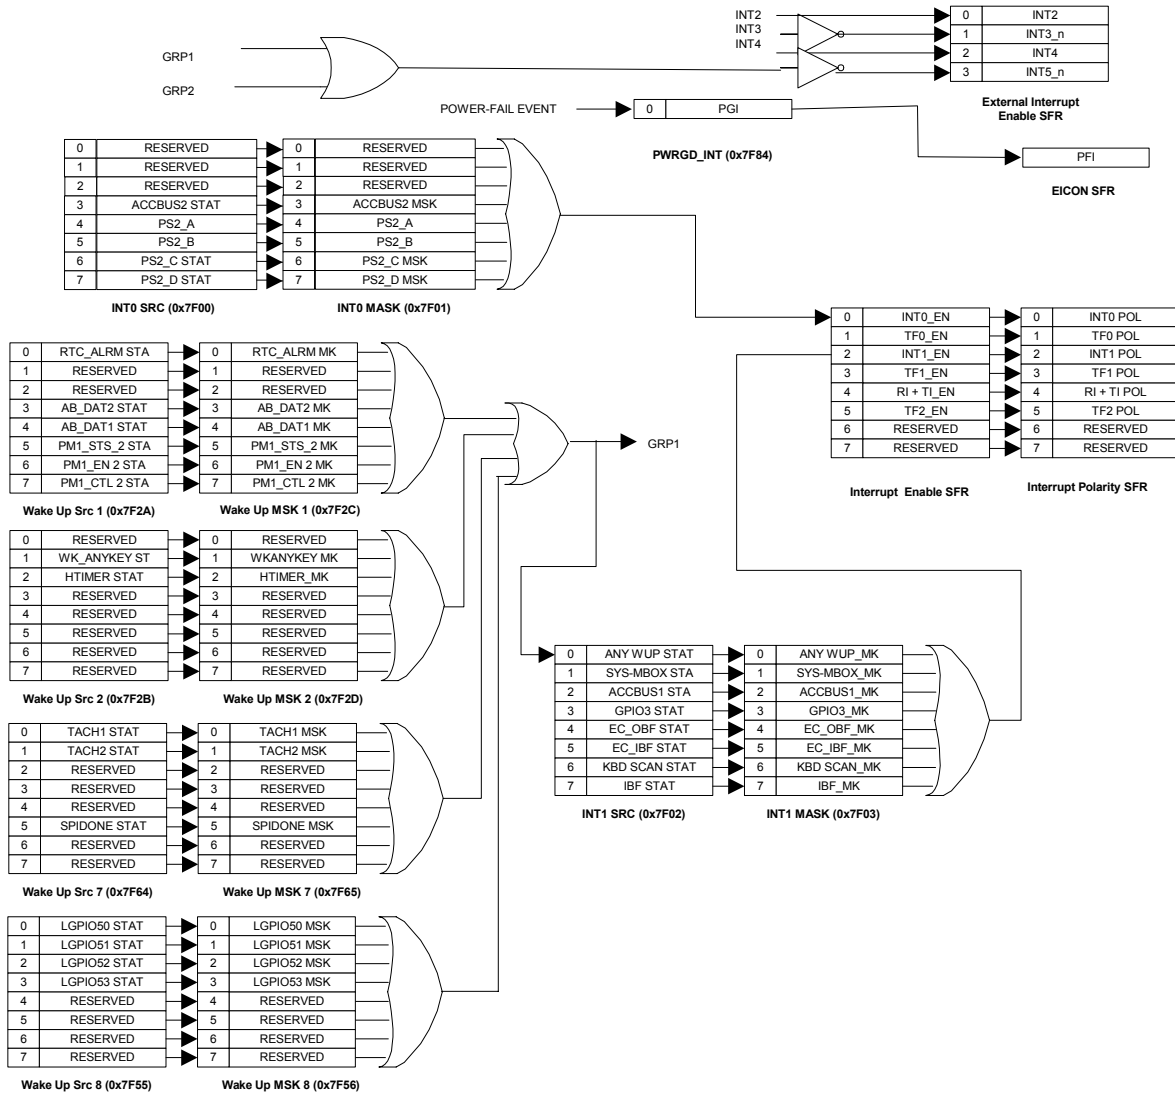 GRP1
GRP2
INT2
INT3
INT4
0 INT2
1 INT3_n
2 INT4
3 INT5_n
External Interrupt
Enable SFR
POWER-FAIL EVENT
0 PGI
PWRGD_INT (0x7F84)
PFI
EICON SFR
0 RESERVED 0 RESERVED
1 RESERVED 1 RESERVED
2 RESERVED 2 RESERVED
3 ACCBUS2 STAT 3 ACCBUS2 MSK
4 PS2_A 4 PS2_A
5 PS2_B 5 PS2_B
6 PS2_C STAT 6 PS2_C MSK
7 PS2_D STAT 7 PS2_D MSK
INT0 SRC (0x7F00) INT0 MASK (0x7F01)
0 INT0_EN 0 INT0 POL
1 TF0_EN 1 TF0 POL
2 INT1_EN 2 INT1 POL
3 TF1_EN 3 TF1 POL
4 RI + TI_EN 4 RI + TI POL
5 TF2_EN 5 TF2 POL
6 RESERVED 6 RESERVED
7 RESERVED 7 RESERVED
Interrupt Enable SFR Interrupt Polarity SFR
0 RTC_ALRM STA 0 RTC_ALRM MK
1 RESERVED 1 RESERVED
2 RESERVED 2 RESERVED
3 AB_DAT2 STAT 3 AB_DAT2 MK
4 AB_DAT1 STAT 4 AB_DAT1 MK
5 PM1_STS_2 STA 5 PM1_STS_2 MK
6 PM1_EN 2 STA 6 PM1_EN 2 MK
7 PM1_CTL 2 STA 7 PM1_CTL 2 MK
Wake Up Src 1 (0x7F2A) Wake Up MSK 1 (0x7F2C)
GRP1
0 RESERVED 0 RESERVED
1 WK_ANYKEY ST 1 WKANYKEY MK
2 HTIMER STAT 2 HTIMER_MK
3 RESERVED 3 RESERVED
4 RESERVED 4 RESERVED
5 RESERVED 5 RESERVED
6 RESERVED 6 RESERVED
7 RESERVED 7 RESERVED
Wake Up Src 2 (0x7F2B) Wake Up MSK 2 (0x7F2D)
0 ANY WUP STAT 0 ANY WUP_MK
1 SYS-MBOX STA 1 SYS-MBOX_MK
2 ACCBUS1 STA 2 ACCBUS1_MK
3 GPIO3 STAT 3 GPIO3_MK
4 EC_OBF STAT 4 EC_OBF_MK
5 EC_IBF STAT 5 EC_IBF_MK
6 KBD SCAN STAT 6 KBD SCAN_MK
7 IBF STAT 7 IBF_MK
INT1 SRC (0x7F02) INT1 MASK (0x7F03)
0 TACH1 STAT 0 TACH1 MSK
1 TACH2 STAT 1 TACH2 MSK
2 RESERVED 2 RESERVED
3 RESERVED 3 RESERVED
4 RESERVED 4 RESERVED
5 SPIDONE STAT 5 SPIDONE MSK
6 RESERVED 6 RESERVED
7 RESERVED 7 RESERVED
Wake Up Src 7 (0x7F64) Wake Up MSK 7 (0x7F65)
0 LGPIO50 STAT 0 LGPIO50 MSK
1 LGPIO51 STAT 1 LGPIO51 MSK
2 LGPIO52 STAT 2 LGPIO52 MSK
3 LGPIO53 STAT 3 LGPIO53 MSK
4 RESERVED 4 RESERVED
5 RESERVED 5 RESERVED
6 RESERVED 6 RESERVED
7 RESERVED 7 RESERVED
Wake Up Src 8 (0x7F55) Wake Up MSK 8 (0x7F56)